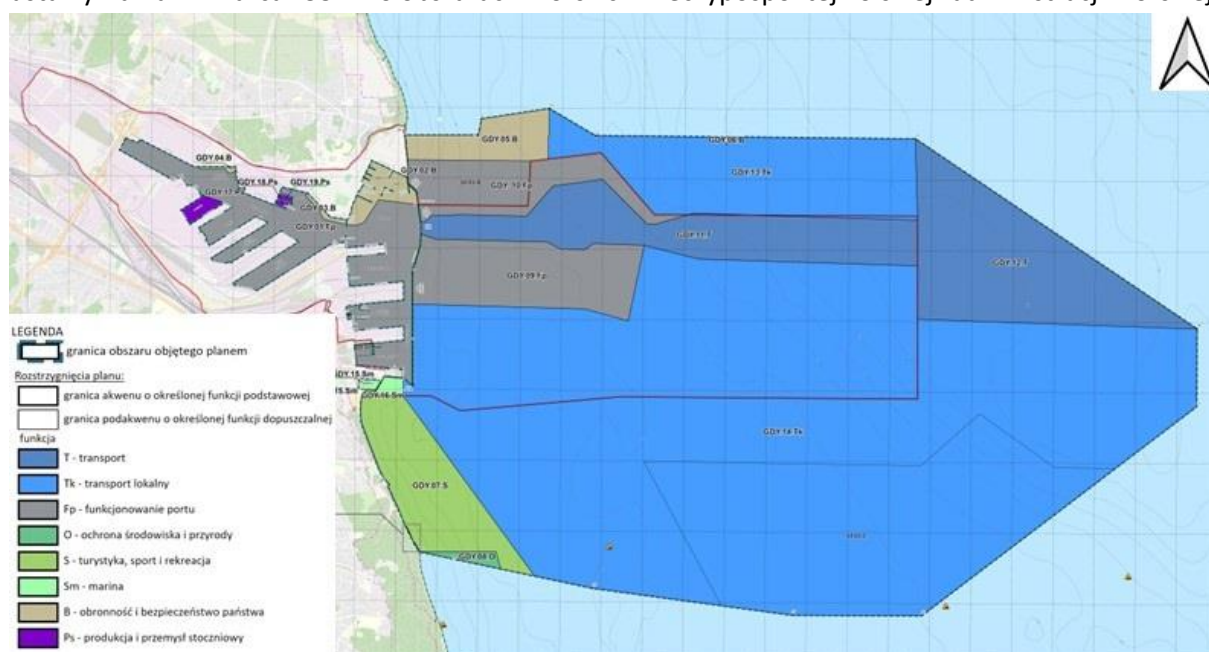 GDY.05.B
GDY.06.B
GDY.04.B
GDY.02.B
GDY.13.Tk
GDY.18.Ps
GDY.19.Ps
GDY.10.Fp
GDY.03.B
GDY.01.Fp
GDY.11.T
GDY.12.T
GDY.09.Fp
LEGENDA
granica obszaru objętego planem
Rozstrzygnięcia planu:
granica akwenu o określonej funkcji podstawowej
granica podakwenu o określonej funkcji dopuszczalnej
funkcja
T - transport
Tk - transport lokalny
Fp - funkcjonowanie portu
O - ochrona środowiska i przyrody
S - turystyka, sport i rekreacja
Sm - marina
B - obronność i bezpieczeństwo państwa
Ps - produkcja i przemysł stoczniowy
GDY.15.Sm
GDY.16.Sm
GDY.14.Tk
GDY.07.S
GDY.08.O